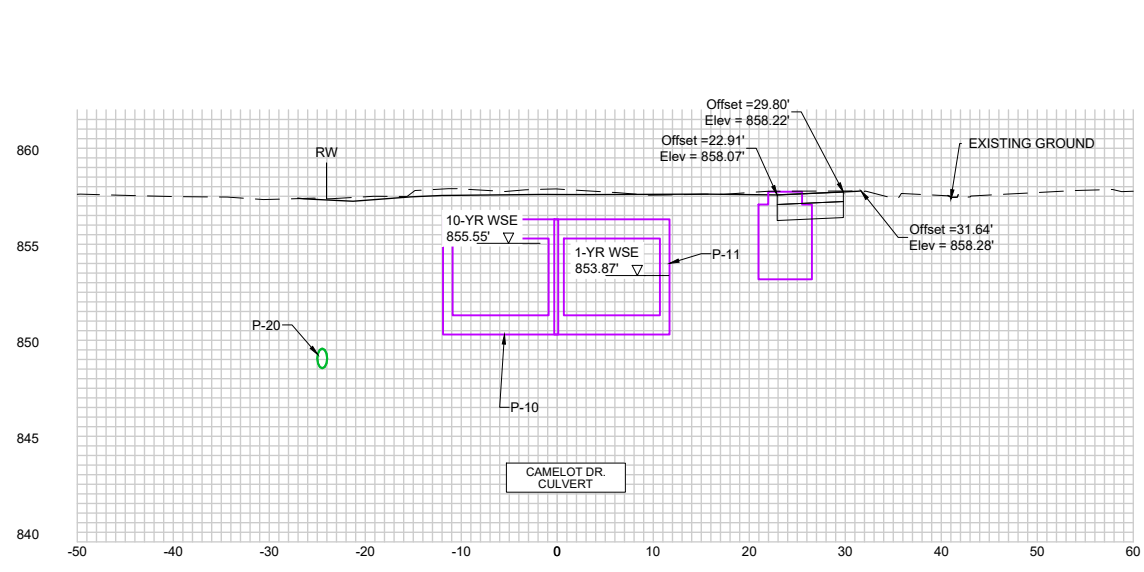 Offset =29.80'
Elev = 858.22'
Offset =22.91'
Elev = 858.07'
860
RW
EXISTING GROUND
10-YR WSE
855.55'
855
1-YR WSE
853.87'
P-11
Offset =31.64'
Elev = 858.28'
P-20
850
P-10
845
CAMELOT DR.
CULVERT
840
-50 -40 -30 -20 -10 0 10 20 30 40 50 60